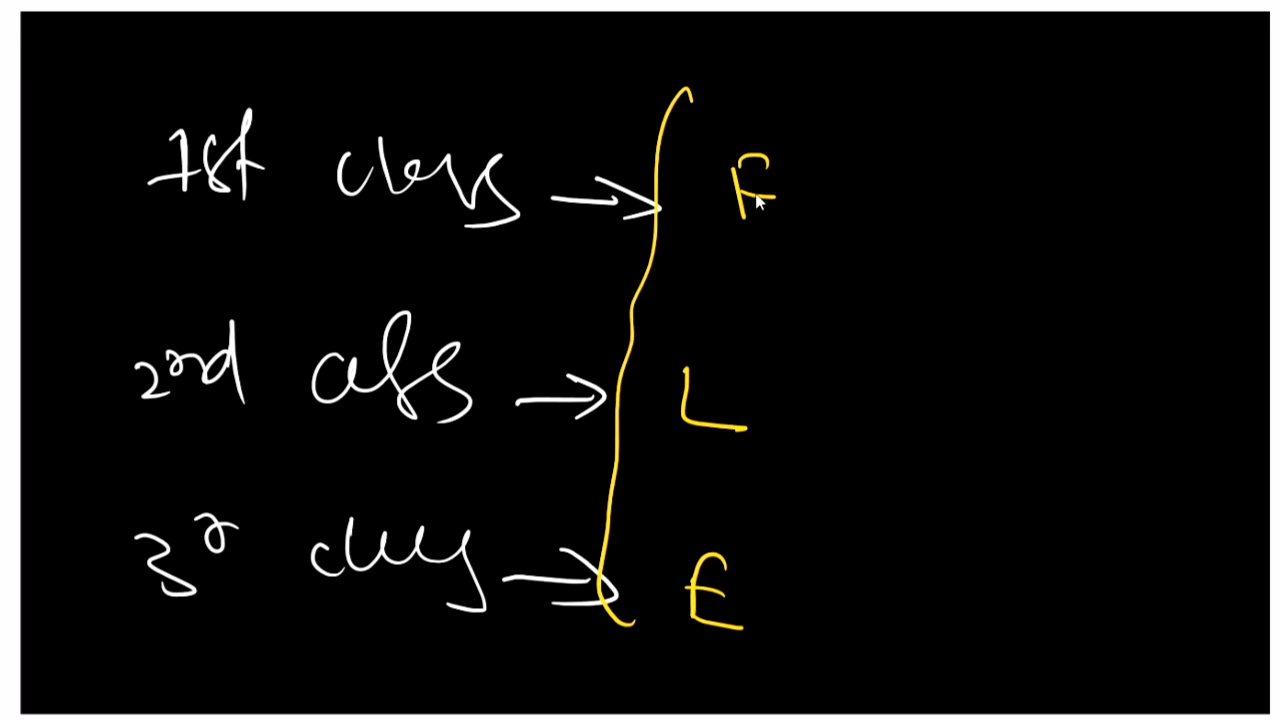 1st class → F
2nd class → L
3r class → E